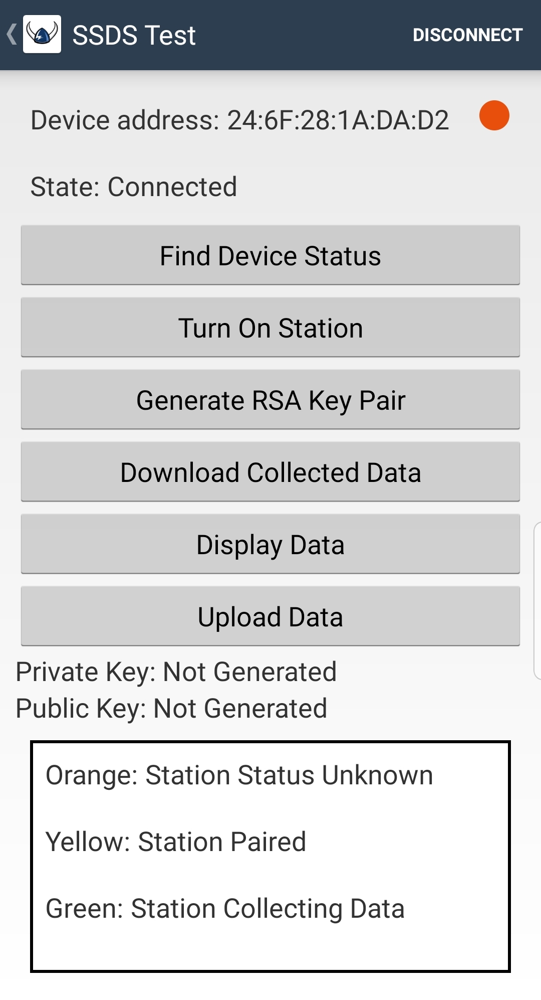 SSDS Test
DISCONNECT
Device address: 24:6F:28:1A:DA:D2
State: Connected
Find Device Status
Turn On Station
Generate RSA Key Pair
Download Collected Data
Display Data
Upload Data
Private Key: Not Generated
Public Key: Not Generated
Orange: Station Status Unknown
Yellow: Station Paired
Green: Station Collecting Data